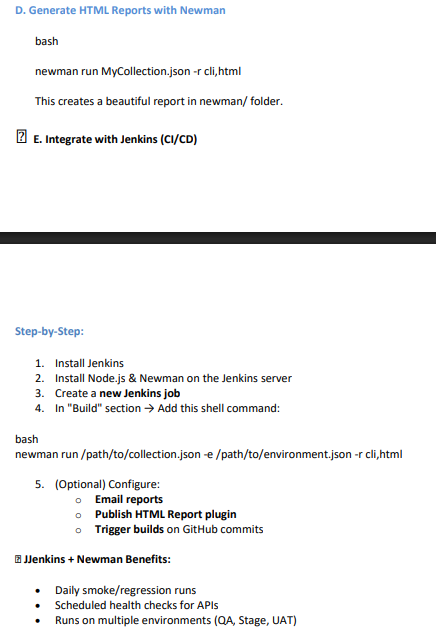 D. Generate HTML Reports with Newman
bash
newman run MyCollection.json -r cli,html
This creates a beautiful report in newman/ folder.
E. Integrate with Jenkins (CI/CD)
Step-by-Step:
1. Install Jenkins
2. Install Node.js & Newman on the Jenkins server
3. Create a new Jenkins job
4. In "Build" section → Add this shell command:
bash
newman run /path/to/collection.json -e /path/to/environment.json -r cli,html
5. (Optional) Configure:
o Email reports
o Publish HTML Report plugin
o Trigger builds on GitHub commits
JJenkins + Newman Benefits:
• Daily smoke/regression runs
• Scheduled health checks for APIs
• Runs on multiple environments (QA, Stage, UAT)